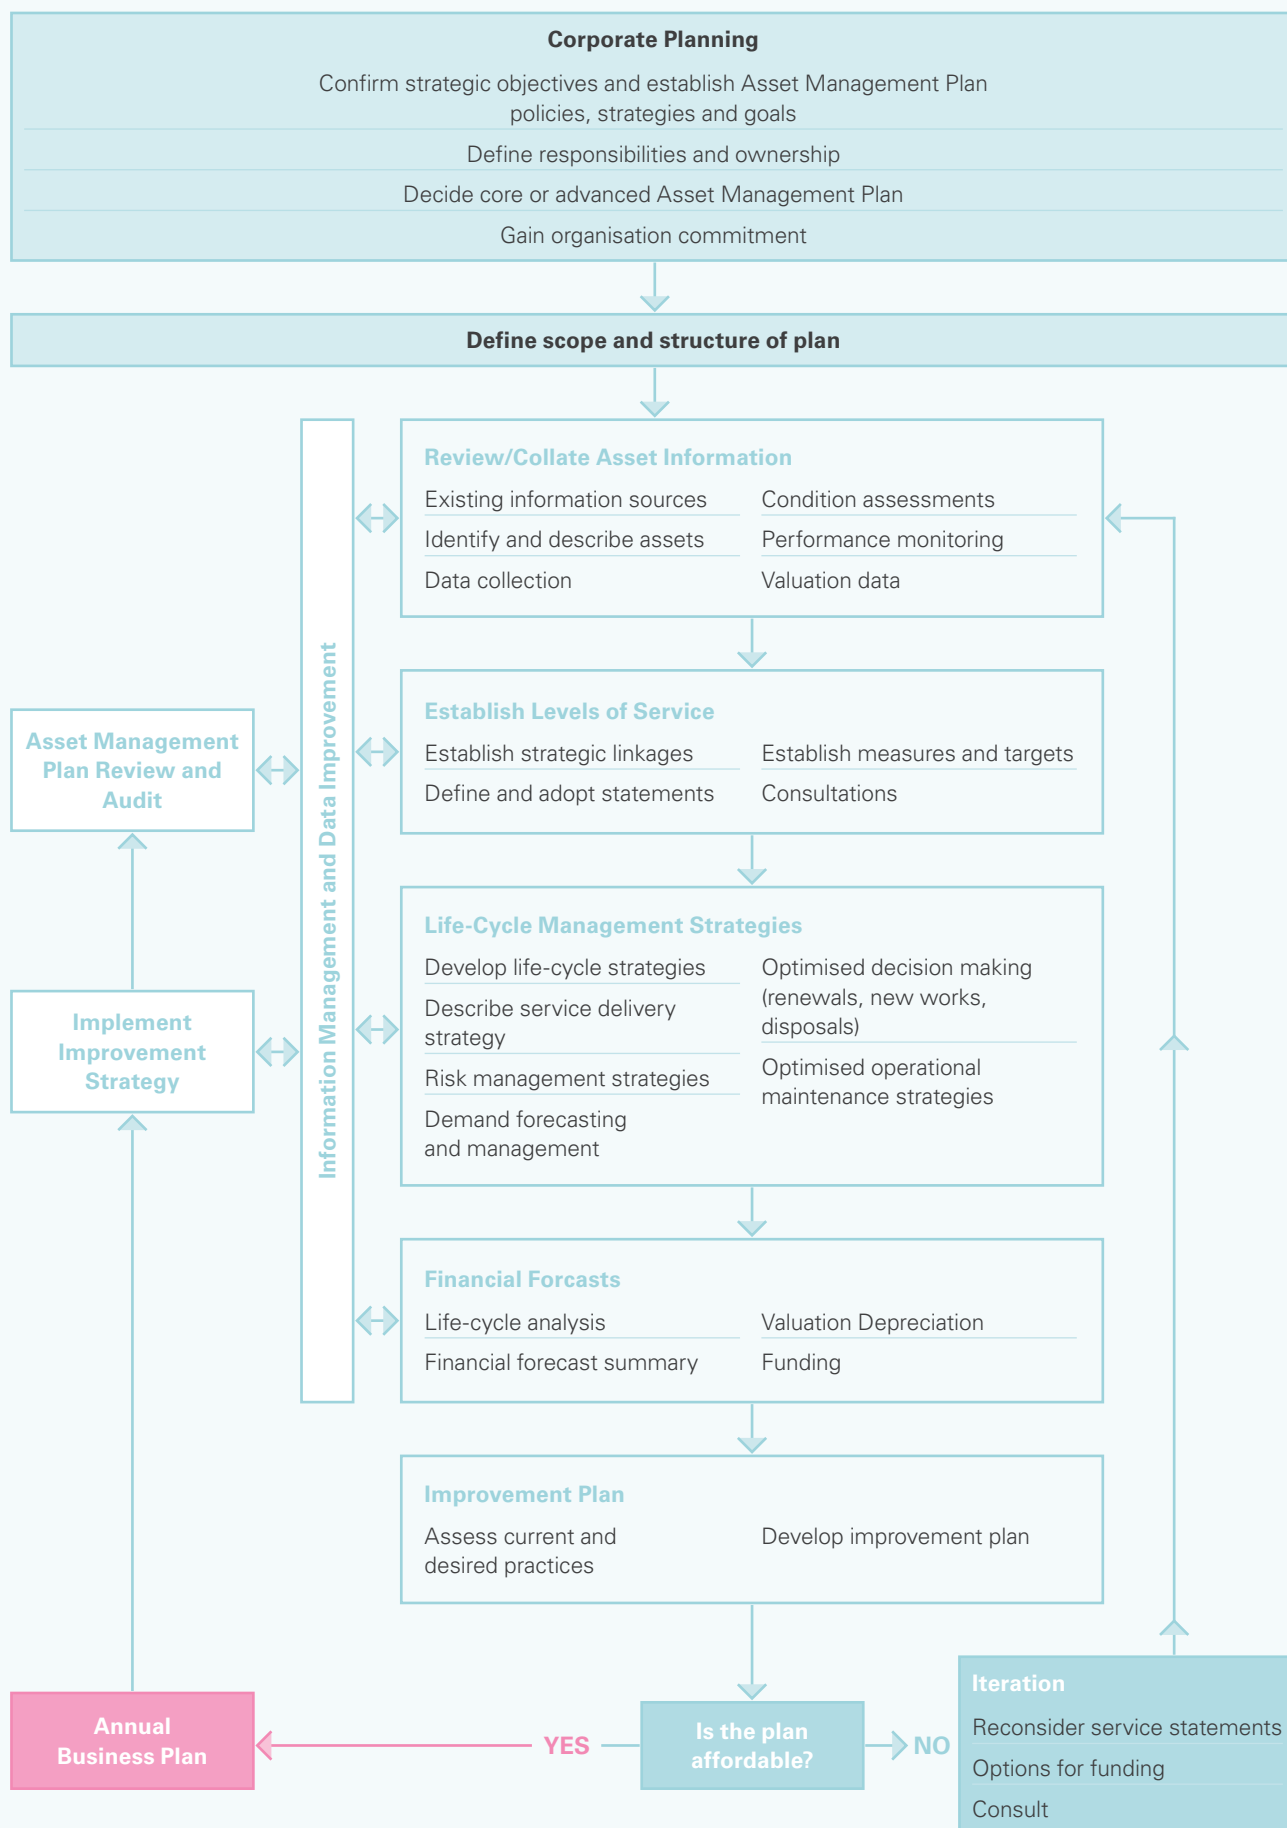 Corporate Planning
Confirm strategic objectives and establish Asset Management Plan
policies, strategies and goals
Define responsibilities and ownership
Decide core or advanced Asset Management Plan
Gain organisation commitment
Define scope and structure of plan
Information Management and Data Improvement
Review/Collate Asset Information
Existing information sources
Identify and describe assets
Data collection
Condition assessments
Performance monitoring
Valuation data
Establish Levels of Service
Establish strategic linkages
Define and adopt statements
Establish measures and targets
Consultations
Asset Management
Plan Review and
Audit
Life-Cycle Management Strategies
Develop life-cycle strategies
Describe service delivery
strategy
Risk management strategies
Demand forecasting
and management
Optimised decision making
(renewals, new works,
disposals)
Optimised operational
maintenance strategies
Implement
Improvement
Strategy
Financial Forcasts
Life-cycle analysis
Financial forecast summary
Valuation Depreciation
Funding
Improvement Plan
Assess current and
desired practices
Develop improvement plan
Is the plan
affordable?
YES
NO
Annual
Business Plan
Iteration
Reconsider service statements
Options for funding
Consult